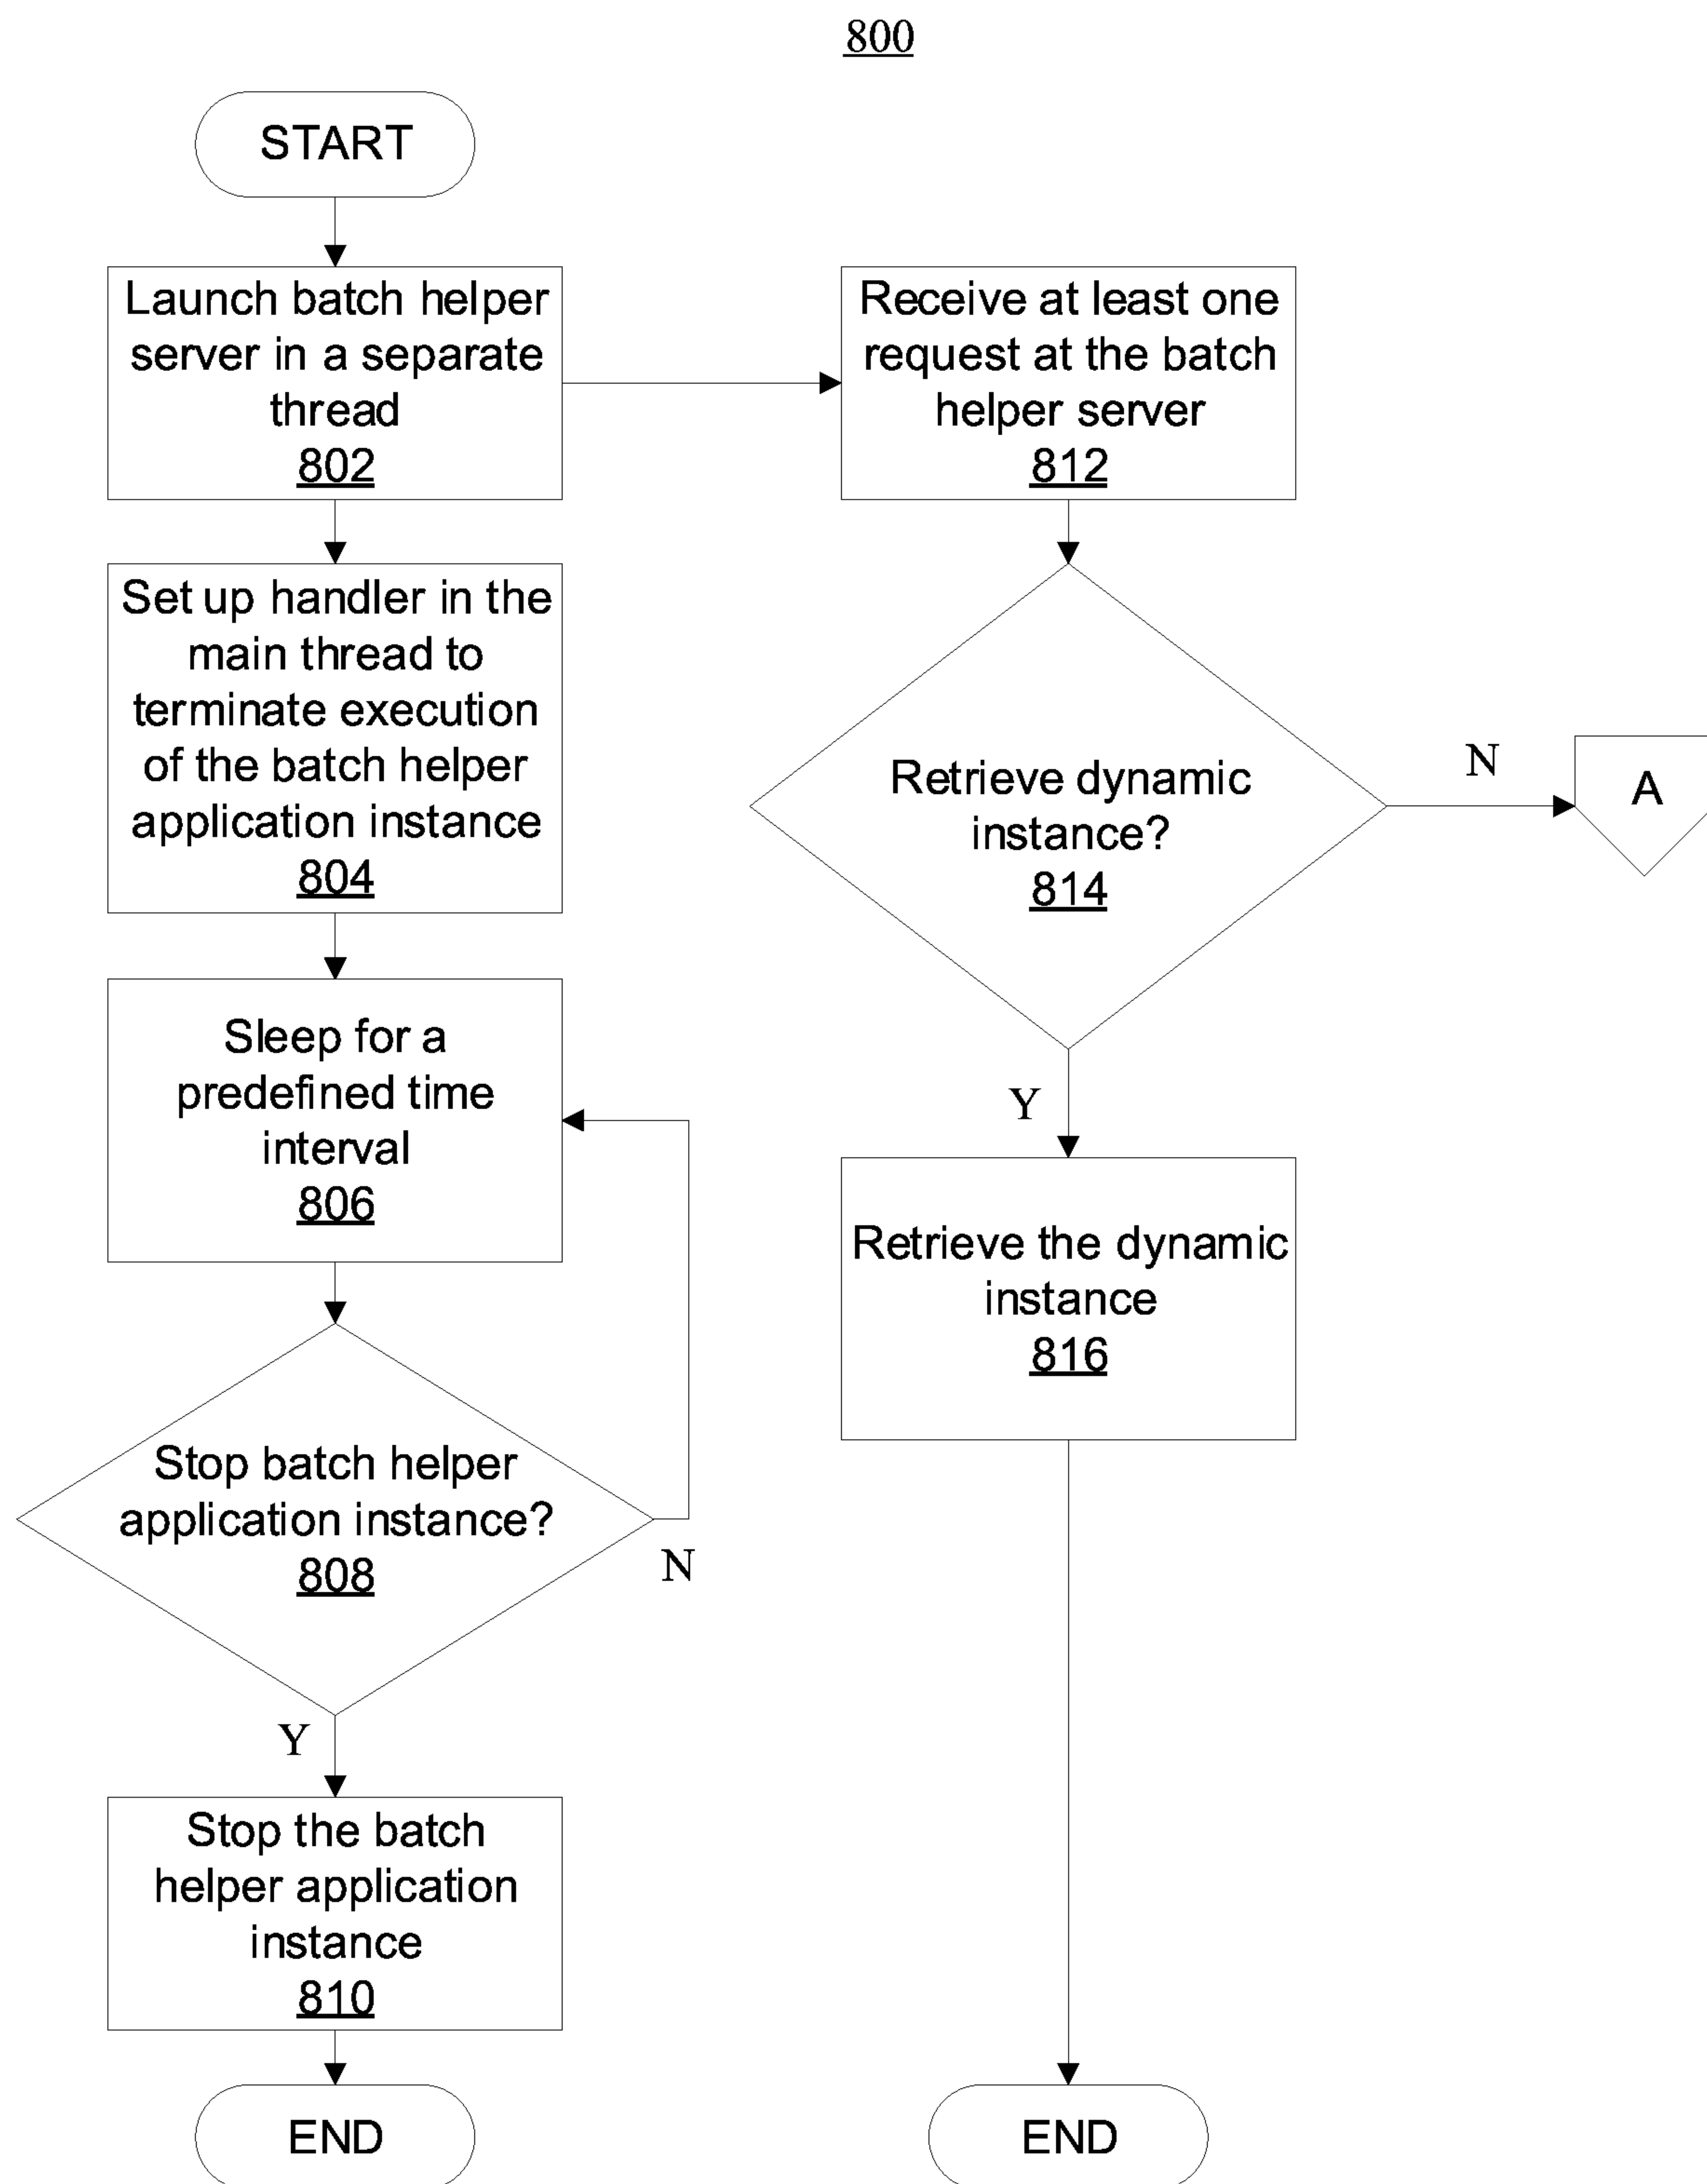 800
START
Launch batch helper
server in a separate
thread
802
Set up handler in the
main thread to
terminate execution
of the batch helper
application instance
804
Sleep for a
predefined time
interval
806
Stop batch helper
application instance?
808
N
Y
Stop the batch
helper application
instance
810
END
Receive at least one
request at the batch
helper server
812
Retrieve dynamic
instance?
814
N
A
Y
Retrieve the dynamic
instance
816
END